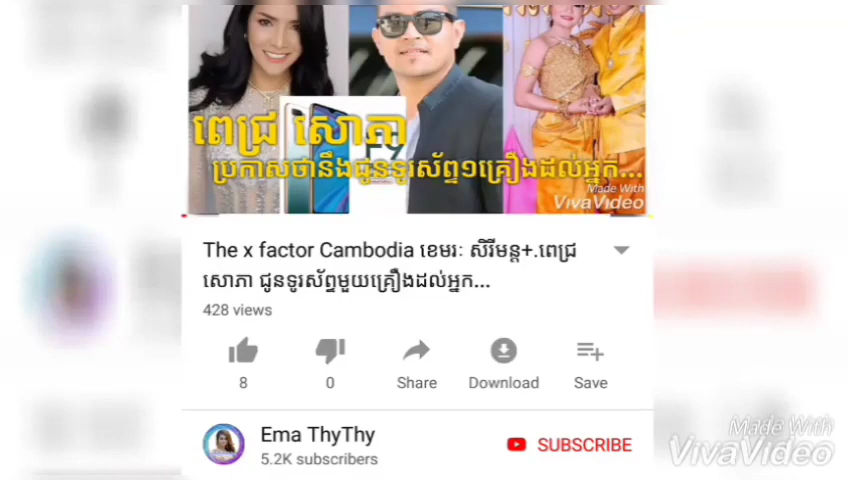 ពេជ្រ សោភា
F9
ប្រកាសថានឹងជូនទូរស័ព្ទ១គ្រឿងដល់អ្នក...
Made With
VivaVideo
The x factor Cambodia ខេមរៈ សិរីមន្ត+.ពេជ្រ
សោភា ជូនទូរស័ព្ទមួយគ្រឿងដល់អ្នក...
428 views
8
0
Share
Download
Save
Ema ThyThy
SUBSCRIBE
5.2K subscribers
Made With
VivaVideo